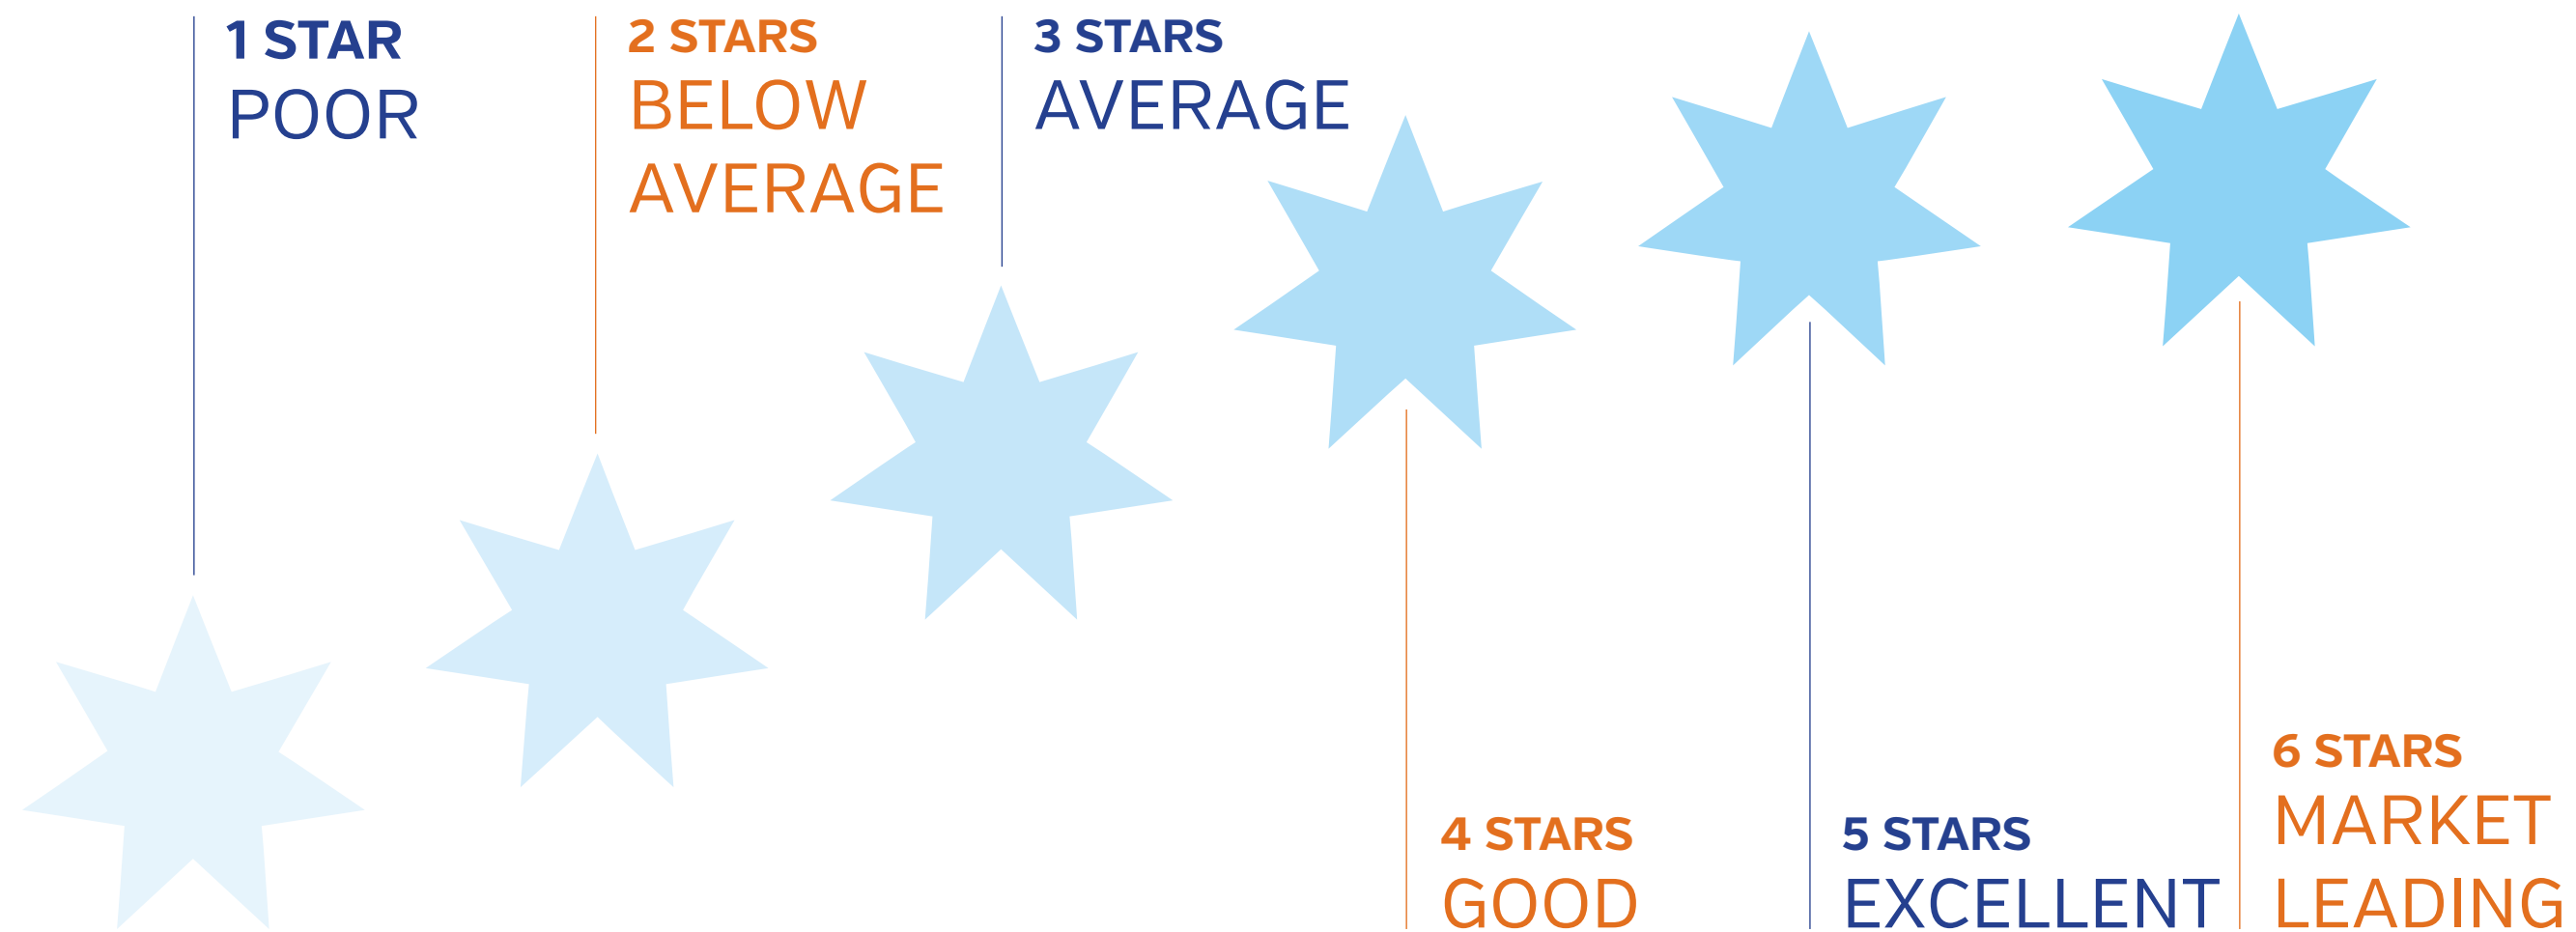 1 STAR
POOR
2 STARS
BELOW
AVERAGE
3 STARS
AVERAGE
4 STARS
GOOD
5 STARS
EXCELLENT
6 STARS
MARKET
LEADING